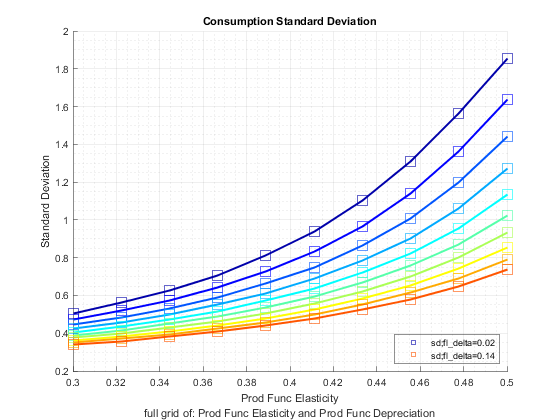 Consumption Standard Deviation
2
1.8
1.6
1.4
1.2
1
0.8
0.6
0.4
0.2
Standard Deviation
sd;fl_delta=0.02
sd;fl_delta=0.14
0.3 0.32 0.34 0.36 0.38 0.4 0.42 0.44 0.46 0.48 0.5
Prod Func Elasticity
full grid of: Prod Func Elasticity and Prod Func Depreciation